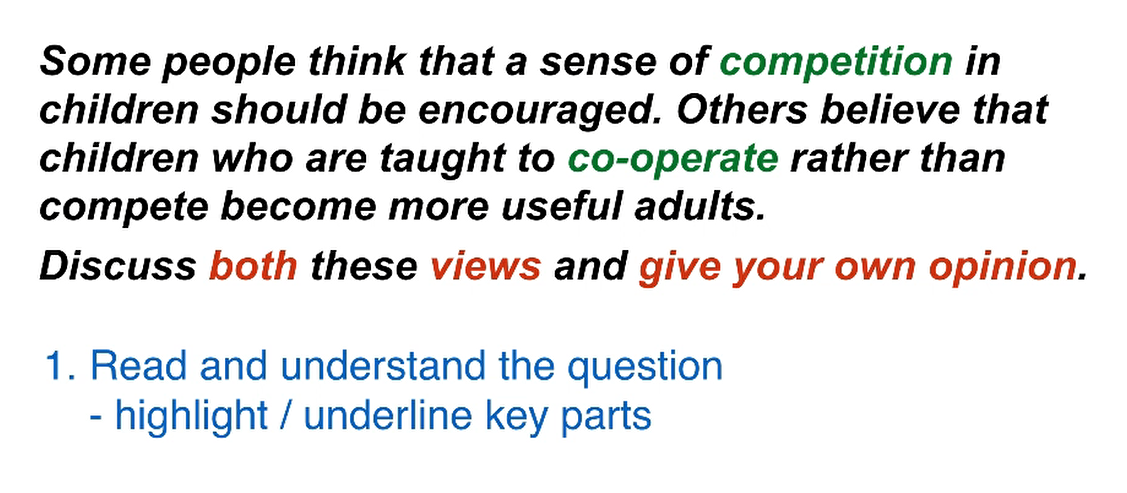 Some people think that a sense of competition in
children should be encouraged. Others believe that
children who are taught to co-operate rather than
compete become more useful adults.
Discuss both these views and give your own opinion.
1. Read and understand the question
- highlight / underline key parts